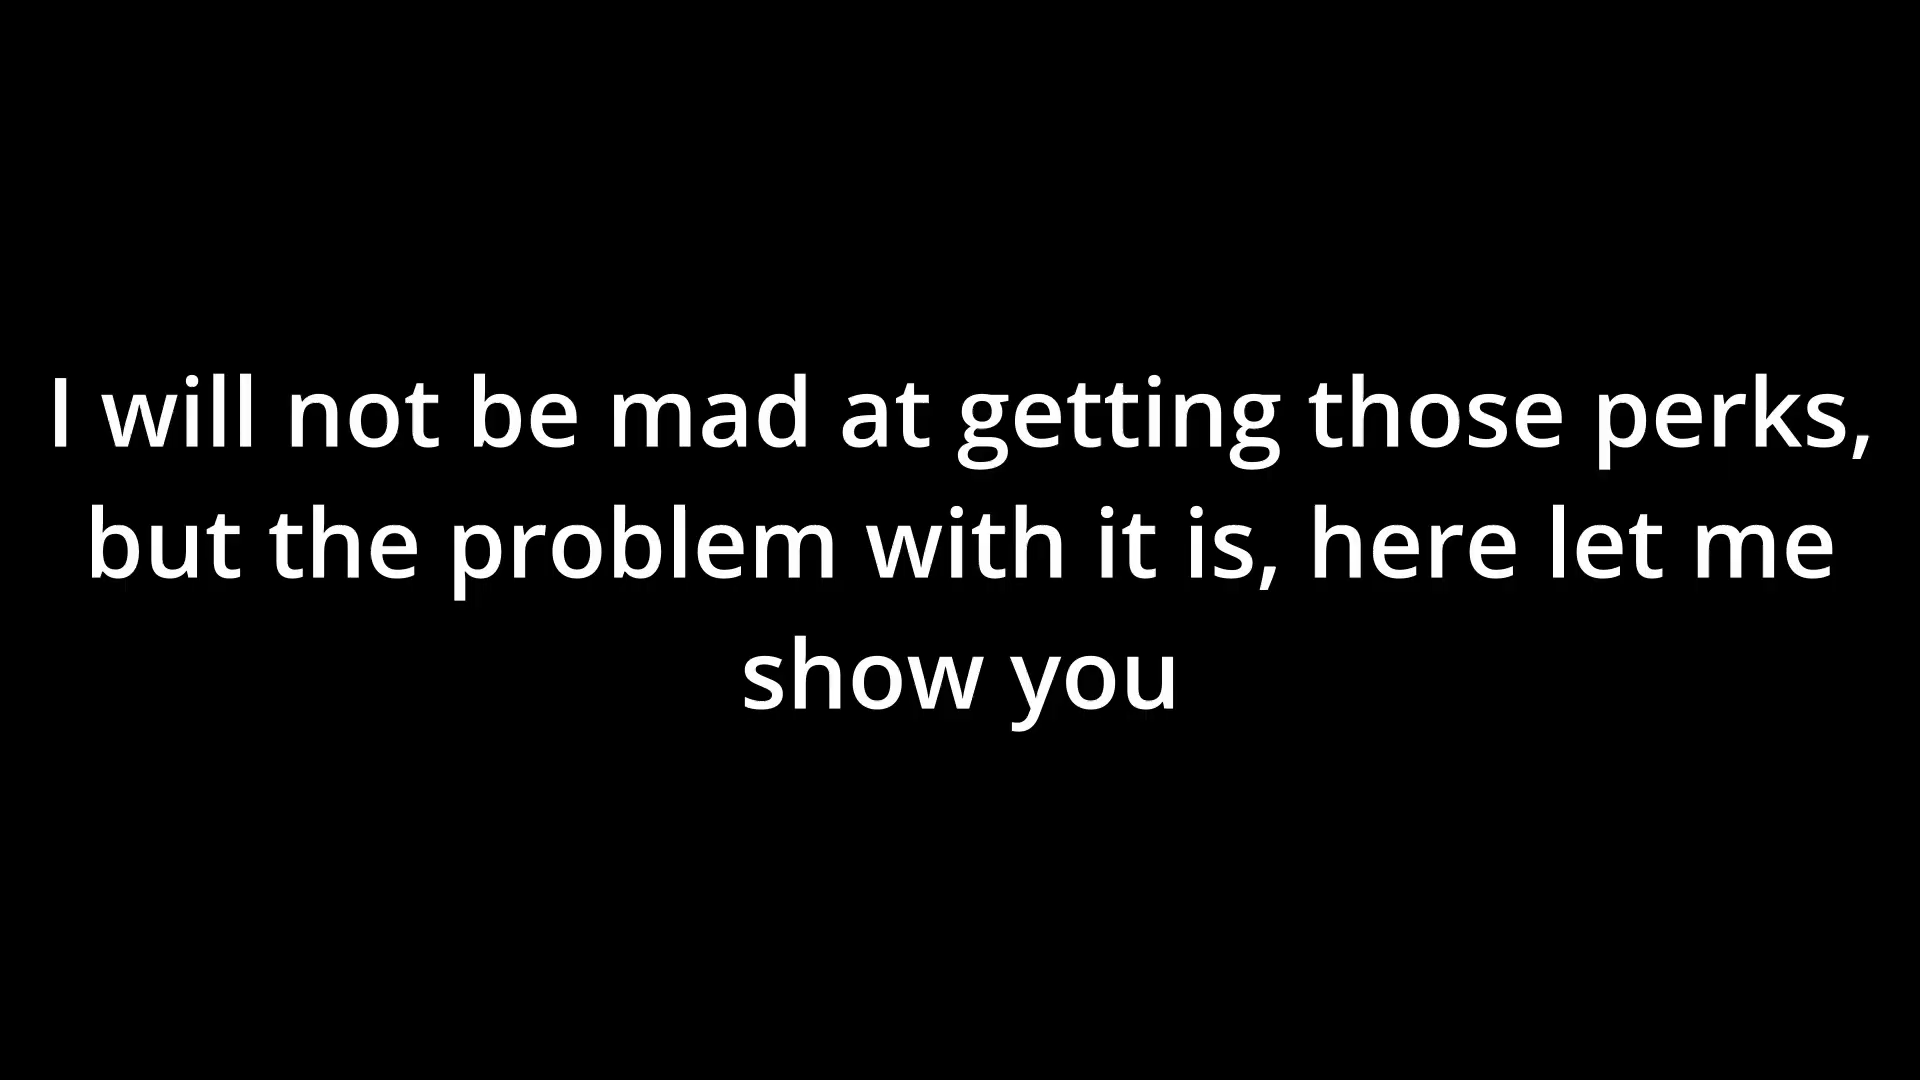 I will not be mad at getting those perks,
but the problem with it is, here let me
show you